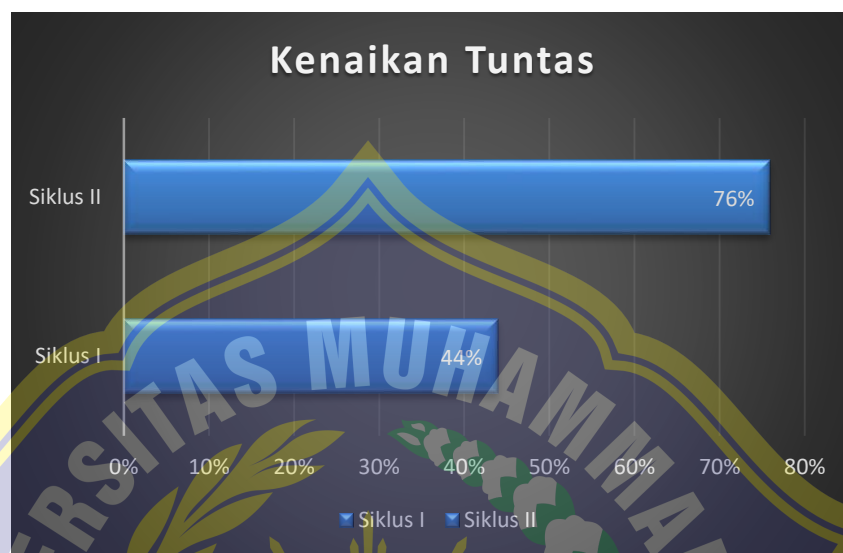 Kenaikan Tuntas
Siklus II
76%
Siklus I
44%
0% 10% 20% 30% 40% 50% 60% 70% 80%
Siklus I Siklus II
ERSITAS MUHAMMA